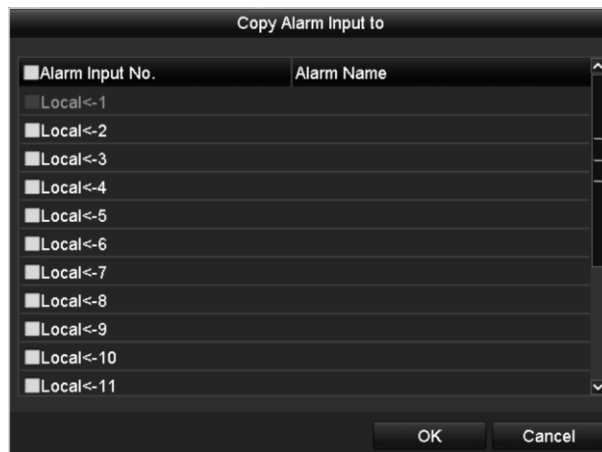 Copy Alarm Input to
Alarm Input No. Alarm Name
Local<-1
Local<-2
Local<-3
Local<-4
Local<-5
Local<-6
Local<-7
Local<-8
Local<-9
Local<-10
Local<-11
OK Cancel